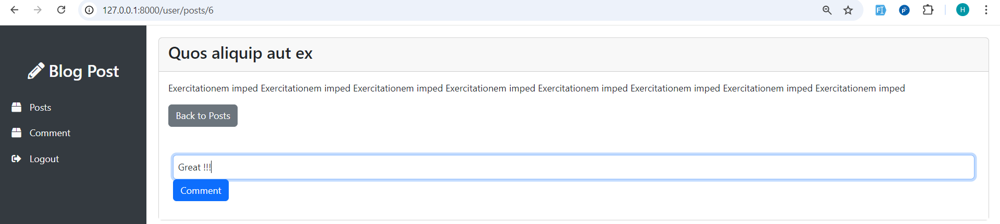 127.0.0.1:8000/user/posts/6
H
Blog Post
Posts
Comment
Logout
Quos aliquip aut ex
Exercitationem imped Exercitationem imped Exercitationem imped Exercitationem imped Exercitationem imped Exercitationem imped Exercitationem imped Exercitationem imped
Back to Posts
Great !!!
Comment